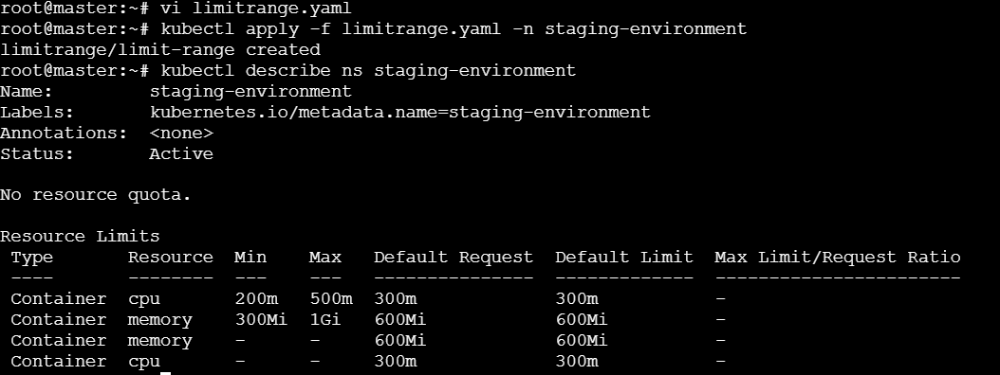 root@master:~# vi limitrange.yaml
root@master:~# kubectl apply -f limitrange.yaml -n staging-environment
limitrange/limit-range created
root@master:~# kubectl describe ns staging-environment
Name:         staging-environment
Labels:       kubernetes.io/metadata.name=staging-environment
Annotations:  <none>
Status:       Active
No resource quota.
Resource Limits
 Type       Resource  Min    Max    Default Request  Default Limit  Max Limit/Request Ratio
 ----       --------  ---    ---    ---------------  -------------  -----------------------
 Container  cpu       200m   500m   300m             300m           -
 Container  memory    300Mi  1Gi    600Mi            600Mi          -
 Container  memory    -      -      600Mi            600Mi          -
 Container  cpu       -      -      300m             300m           -